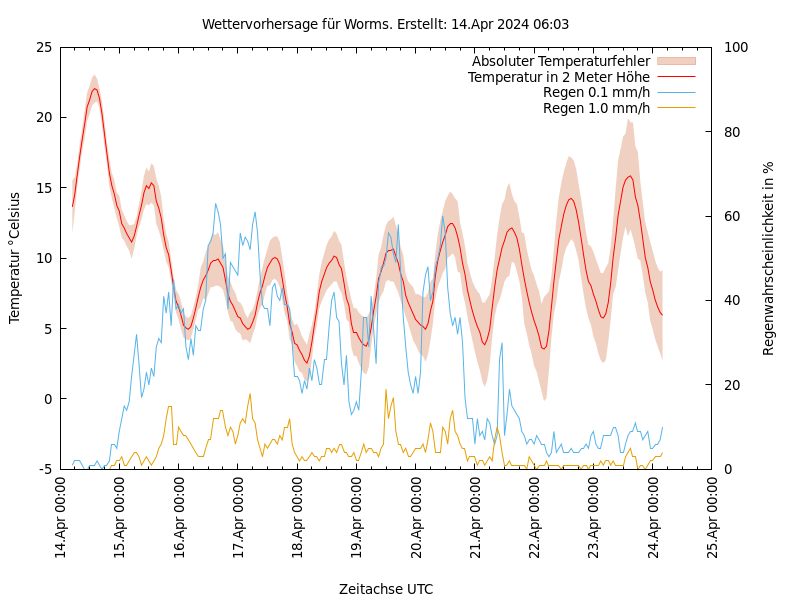 Wettervorhersage für Worms. Erstellt: 14.Apr 2024 06:03
Absoluter Temperaturfehler
Temperatur in 2 Meter Höhe
Regen 0.1 mm/h
Regen 1.0 mm/h
25
20
15
10
5
0
-5
100
80
60
40
20
0
Temperatur °Celsius
Regenwahrscheinlichkeit in %
14.Apr 00:00
15.Apr 00:00
16.Apr 00:00
17.Apr 00:00
18.Apr 00:00
19.Apr 00:00
20.Apr 00:00
21.Apr 00:00
22.Apr 00:00
23.Apr 00:00
24.Apr 00:00
25.Apr 00:00
Zeitachse UTC